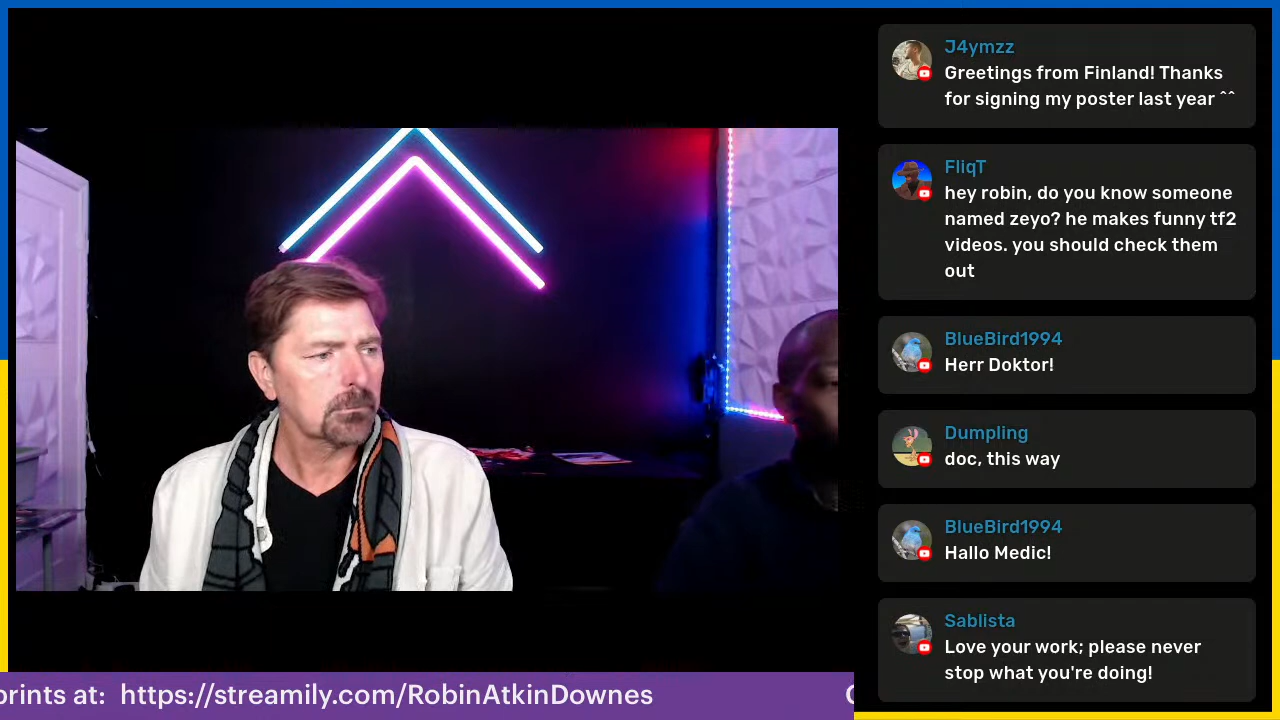 J4ymzz
Greetings from Finland! Thanks
for signing my poster last year ^^
FliqT
hey robin, do you know someone
named zeyo? he makes funny tf2
videos. you should check them
out
BlueBird1994
Herr Doktor!
Dumpling
doc, this way
BlueBird1994
Hallo Medic!
Sablista
Love your work; please never
stop what you're doing!
prints at: https://streamily.com/RobinAtkinDownes